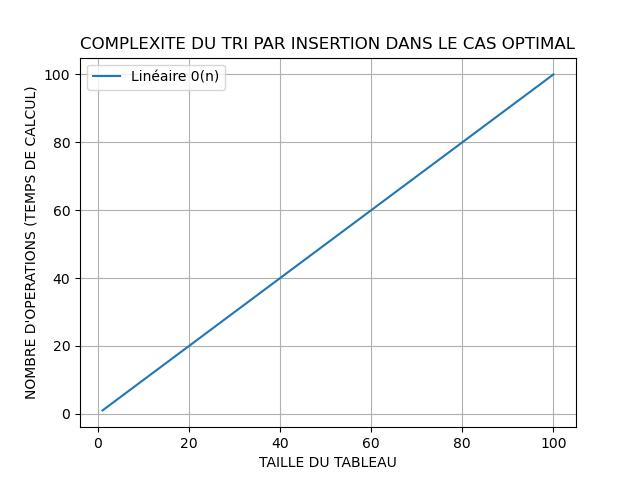 COMPLEXITE DU TRI PAR INSERTION DANS LE CAS OPTIMAL
Linéaire 0(n)
100
80
60
40
20
0
NOMBRE D'OPERATIONS (TEMPS DE CALCUL)
0 20 40 60 80 100
TAILLE DU TABLEAU